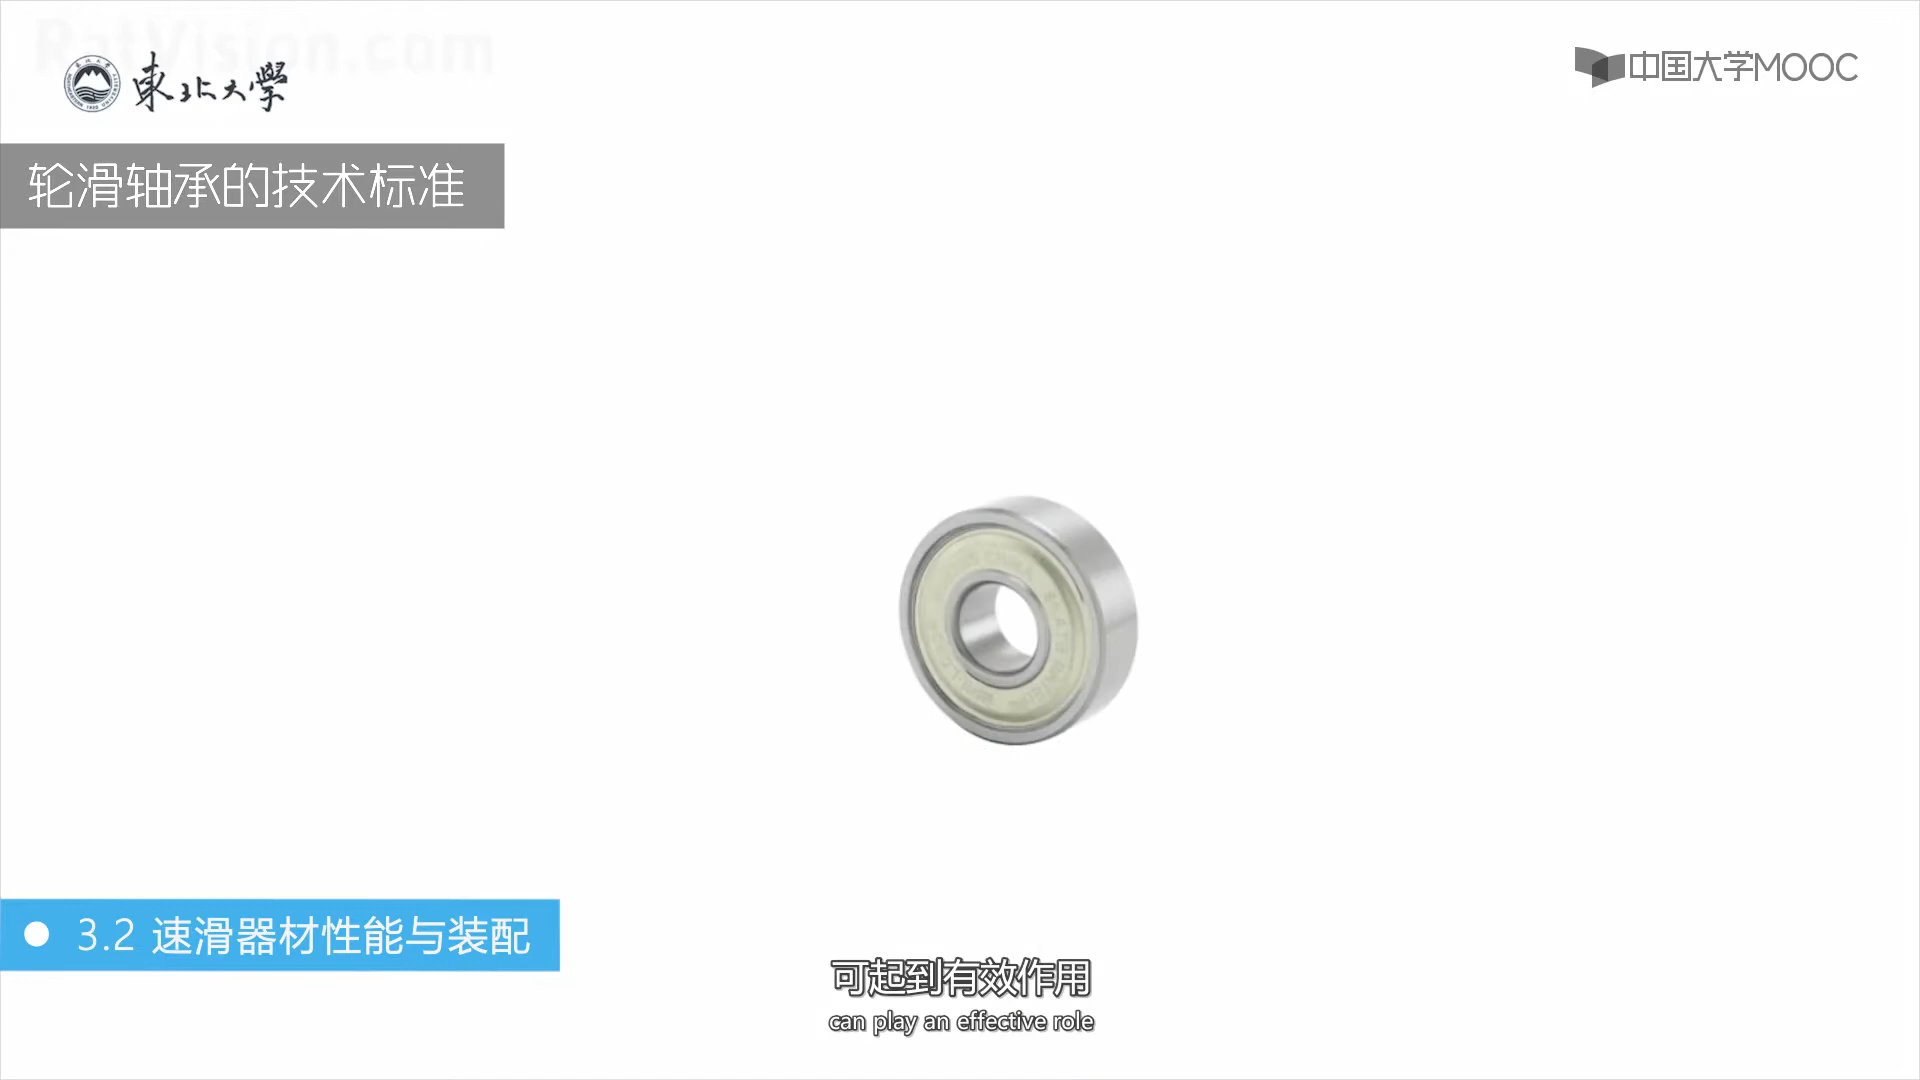 RatVision.com
東北大學
中国大学MOOC
轮滑轴承的技术标准
3.2 速滑器材性能与装配
可起到有效作用
can play an effective role